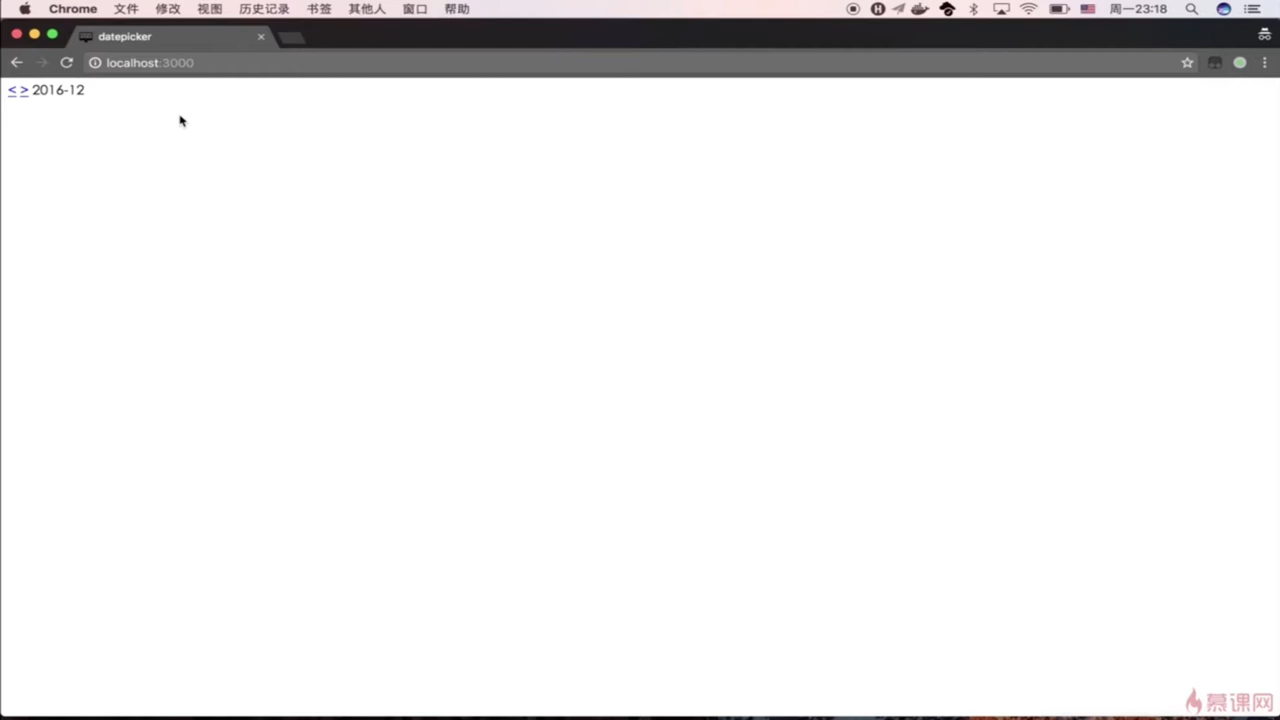 Chrome 文件 修改 视图 历史记录 书签 其他人 窗口 帮助 周一23:18
datepicker
localhost:3000
< > 2016-12
慕课网